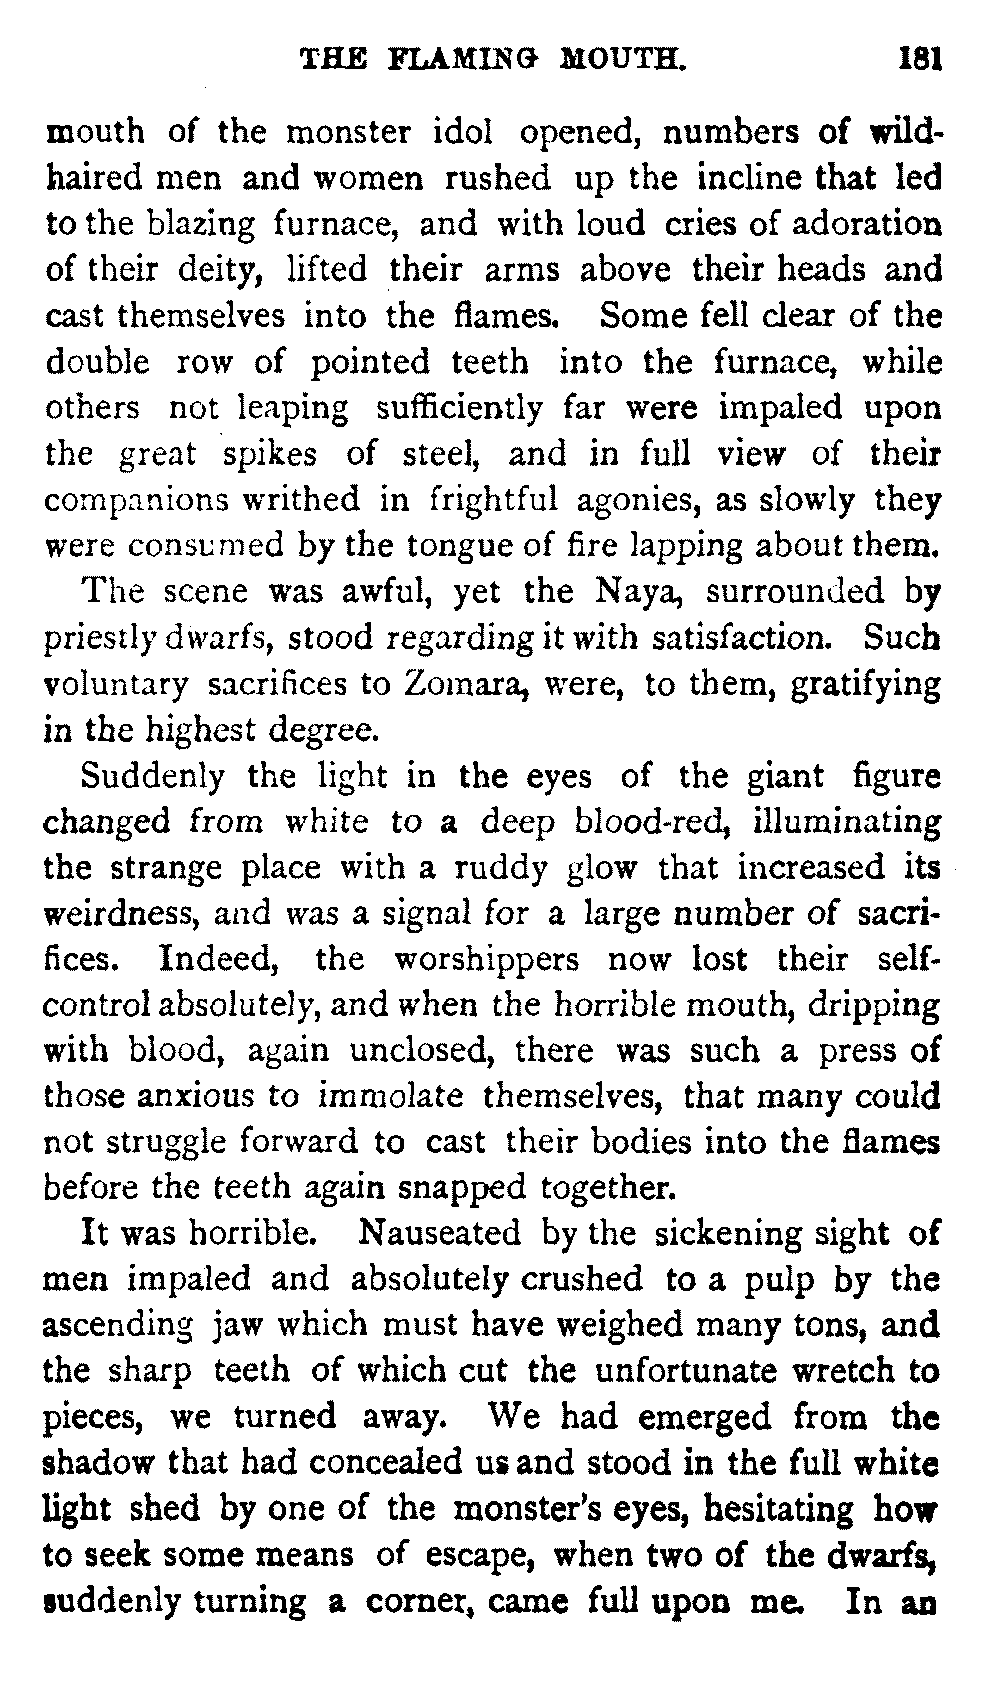 THE FLAMING MOUTH. 181
mouth of the monster idol opened, numbers of wild-
haired men and women rushed up the incline that led
to the blazing furnace, and with loud cries of adoration
of their deity, lifted their arms above their heads and
cast themselves into the flames. Some fell clear of the
double row of pointed teeth into the furnace, while
others not leaping sufficiently far were impaled upon
the great spikes of steel, and in full view of their
companions writhed in frightful agonies, as slowly they
were consumed by the tongue of fire lapping about them.
The scene was awful, yet the Naya, surrounded by
priestly dwarfs, stood regarding it with satisfaction. Such
voluntary sacrifices to Zomara, were, to them, gratifying
in the highest degree.
Suddenly the light in the eyes of the giant figure
changed from white to a deep blood-red, illuminating
the strange place with a ruddy glow that increased its
weirdness, and was a signal for a large number of sacri-
fices. Indeed, the worshippers now lost their self-
control absolutely, and when the horrible mouth, dripping
with blood, again unclosed, there was such a press of
those anxious to immolate themselves, that many could
not struggle forward to cast their bodies into the flames
before the teeth again snapped together.
It was horrible. Nauseated by the sickening sight of
men impaled and absolutely crushed to a pulp by the
ascending jaw which must have weighed many tons, and
the sharp teeth of which cut the unfortunate wretch to
pieces, we turned away. We had emerged from the
shadow that had concealed us and stood in the full white
light shed by one of the monster's eyes, hesitating how
to seek some means of escape, when two of the dwarfs,
suddenly turning a corner, came full upon me. In an